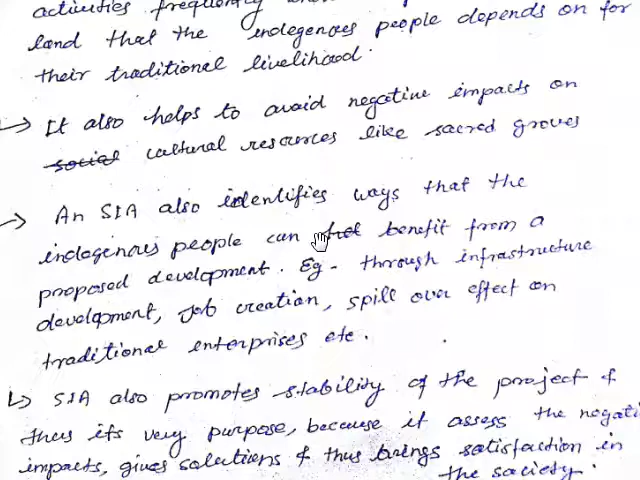 activities frequently
land that the indegenous people depends on for
their traditional livelihood.
→ It also helps to avoid negative impacts on
social cultural resources like sacred groves
→ An SIA also identifies ways that the
indegenous people can benefit from a
proposed development. Eg - through infrastructure
development, Job creation, spill over effect on
traditional enterprises etc.
↳ SIA also promotes stability of the project &
thus its very purpose, because it assess the negati
impacts, gives solutions & thus brings satisfaction in
the society.